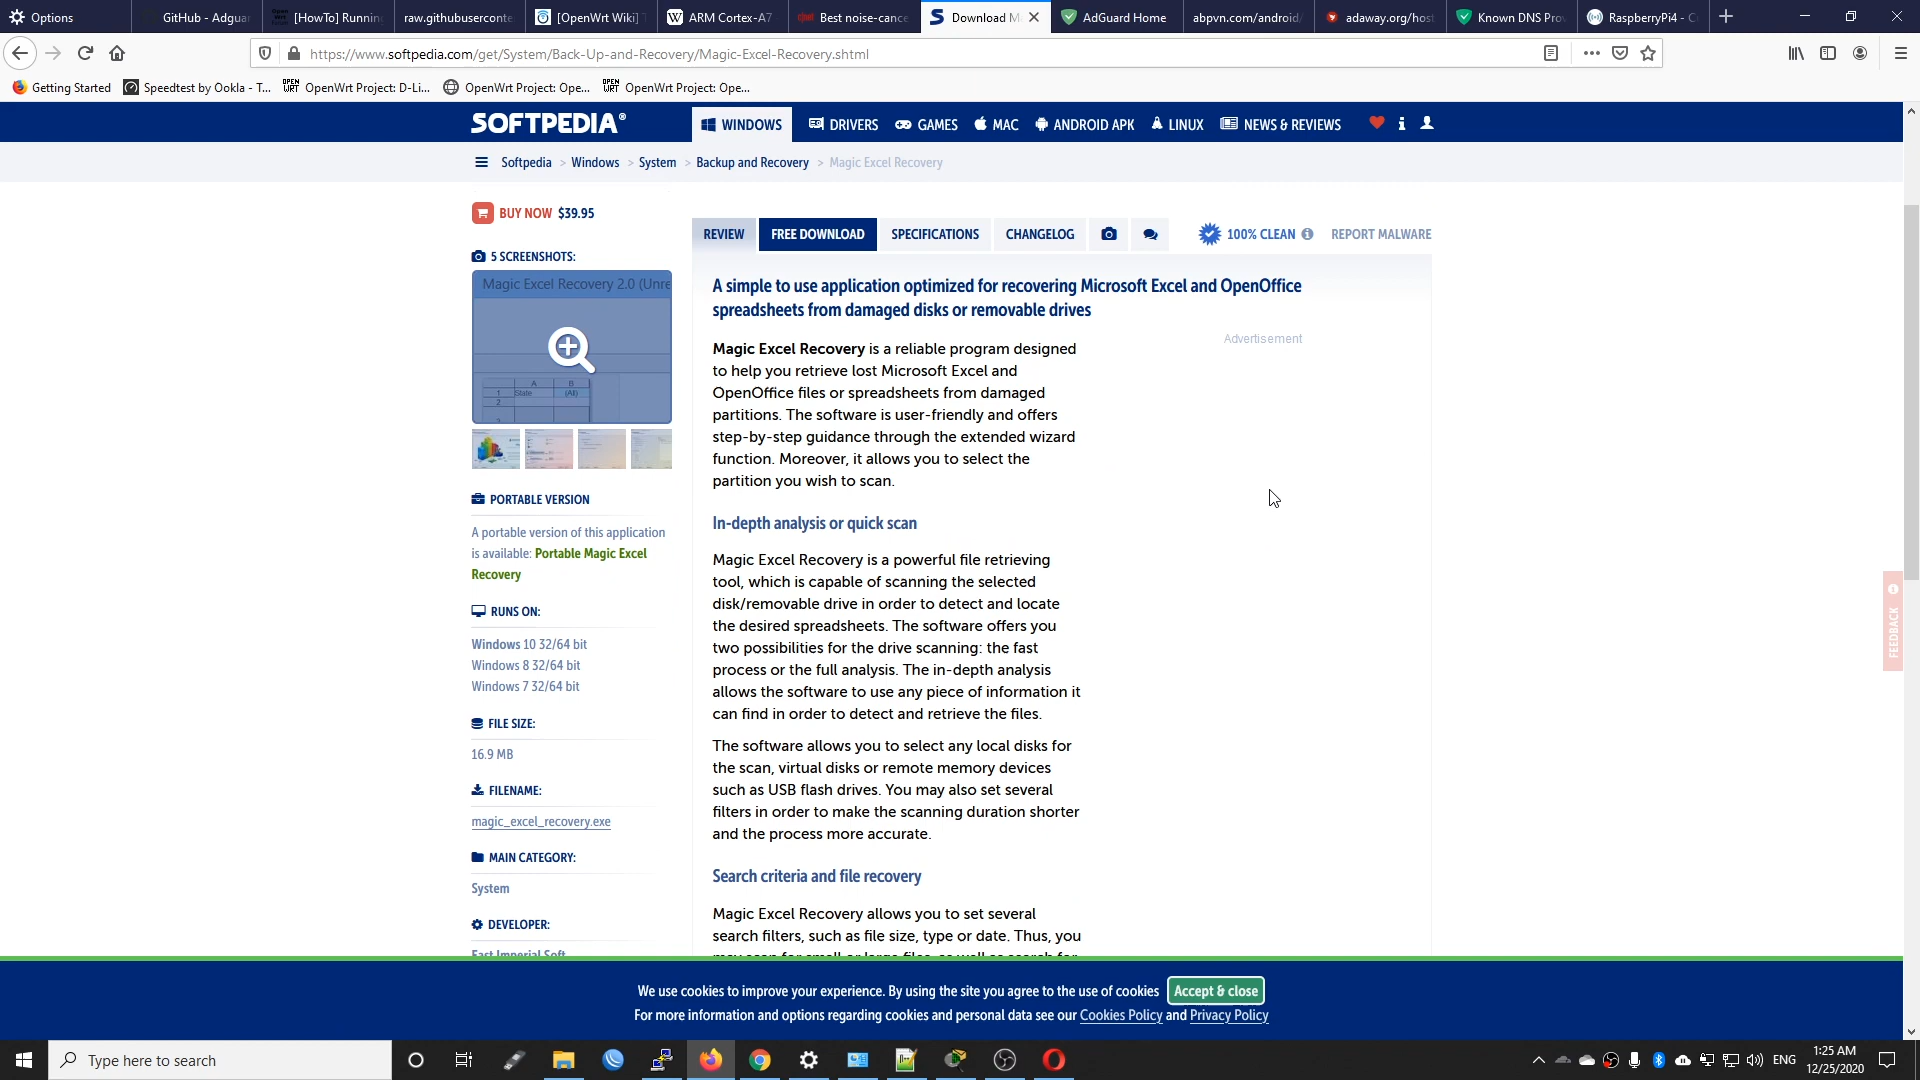 Options
GitHub - Adguar
[HowTo] Runnin
raw.githubuserconte
[OpenWrt Wiki] T
ARM Cortex-A7 -
Best noise-cance
Download M
AdGuard Home
abpvn.com/android/
adaway.org/host
Known DNS Pro
RaspberryPi4 - C
https://www.softpedia.com/get/System/Back-Up-and-Recovery/Magic-Excel-Recovery.shtml
Getting Started
Speedtest by Ookla - T...
OpenWrt Project: D-Li...
OpenWrt Project: Ope...
OpenWrt Project: Ope...
SOFTPEDIA®
WINDOWS
DRIVERS
GAMES
MAC
ANDROID APK
LINUX
NEWS & REVIEWS
Softpedia > Windows > System > Backup and Recovery > Magic Excel Recovery
BUY NOW $39.95
5 SCREENSHOTS:
Magic Excel Recovery 2.0 (Unre
A B
1 State (All)
2
PORTABLE VERSION
A portable version of this application
is available: Portable Magic Excel
Recovery
RUNS ON:
Windows 10 32/64 bit
Windows 8 32/64 bit
Windows 7 32/64 bit
FILE SIZE:
16.9 MB
FILENAME:
magic_excel_recovery.exe
MAIN CATEGORY:
System
DEVELOPER:
East Imperial Soft
REVIEW
FREE DOWNLOAD
SPECIFICATIONS
CHANGELOG
100% CLEAN
REPORT MALWARE
A simple to use application optimized for recovering Microsoft Excel and OpenOffice
spreadsheets from damaged disks or removable drives
Advertisement
Magic Excel Recovery is a reliable program designed
to help you retrieve lost Microsoft Excel and
OpenOffice files or spreadsheets from damaged
partitions. The software is user-friendly and offers
step-by-step guidance through the extended wizard
function. Moreover, it allows you to select the
partition you wish to scan.
In-depth analysis or quick scan
Magic Excel Recovery is a powerful file retrieving
tool, which is capable of scanning the selected
disk/removable drive in order to detect and locate
the desired spreadsheets. The software offers you
two possibilities for the drive scanning: the fast
process or the full analysis. The in-depth analysis
allows the software to use any piece of information it
can find in order to detect and retrieve the files.
The software allows you to select any local disks for
the scan, virtual disks or remote memory devices
such as USB flash drives. You may also set several
filters in order to make the scanning duration shorter
and the process more accurate.
Search criteria and file recovery
Magic Excel Recovery allows you to set several
search filters, such as file size, type or date. Thus, you
may scan for small or large files, as well as search for
FEEDBACK
We use cookies to improve your experience. By using the site you agree to the use of cookies
Accept & close
For more information and options regarding cookies and personal data see our Cookies Policy and Privacy Policy
Type here to search
ENG
1:25 AM
12/25/2020